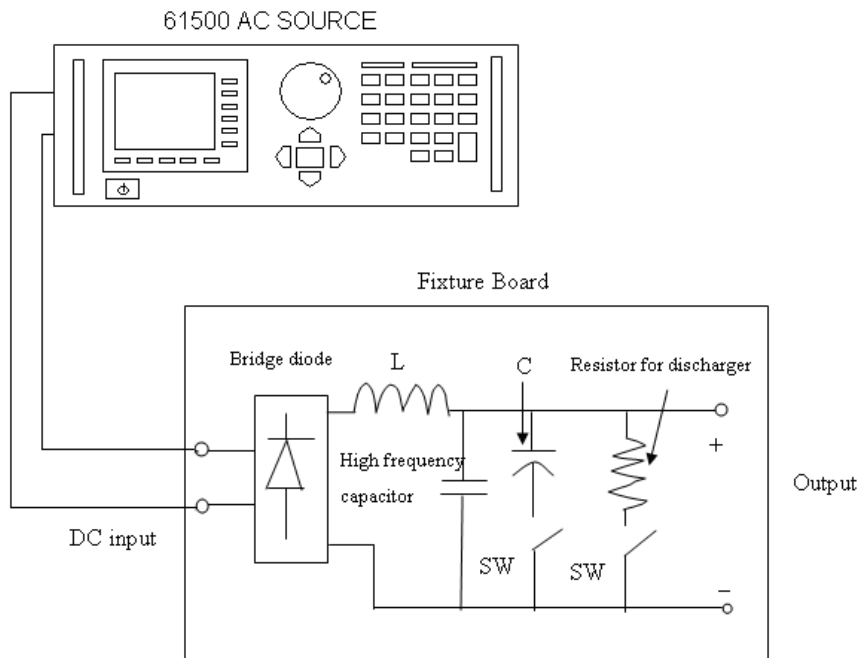 61500 AC SOURCE
Fixture Board
Bridge diode
L
C
Resistor for discharger
+
High frequency
capacitor
Output
DC input
SW
SW
−